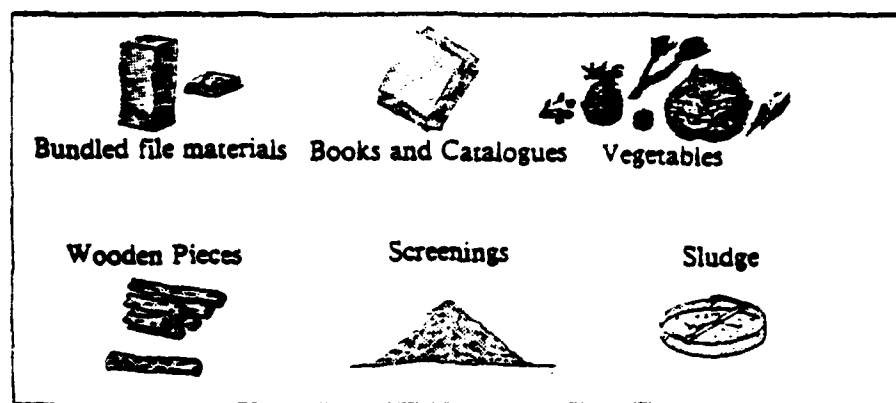 Bundled file materials Books and Catalogues Vegetables
Wooden Pieces Screenings Sludge